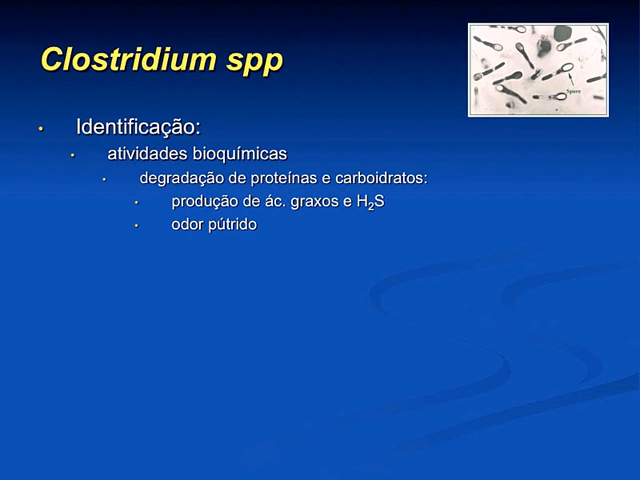 Clostridium spp
Spore
• Identificação:
• atividades bioquímicas
• degradação de proteínas e carboidratos:
• produção de ác. graxos e H₂S
• odor pútrido